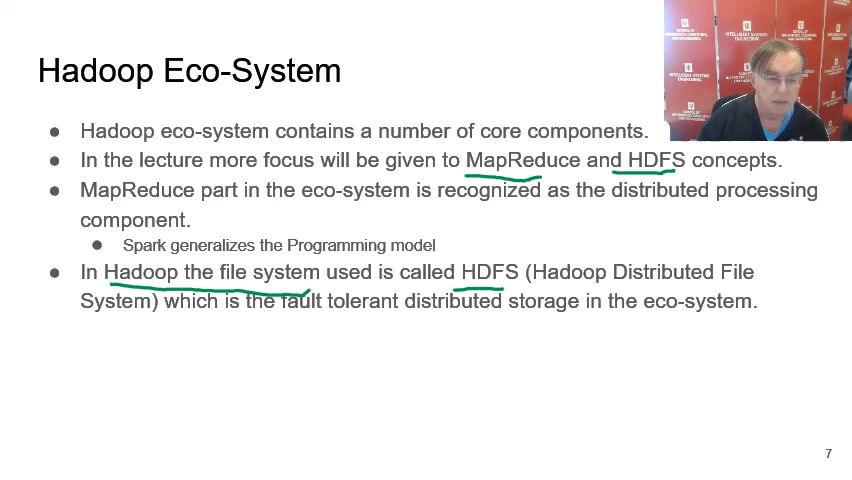 Hadoop Eco-System
● Hadoop eco-system contains a number of core components.
● In the lecture more focus will be given to MapReduce and HDFS concepts.
● MapReduce part in the eco-system is recognized as the distributed processing
component.
● Spark generalizes the Programming model
● In Hadoop the file system used is called HDFS (Hadoop Distributed File
System) which is the fault tolerant distributed storage in the eco-system.
7
INTELLIGENT SYSTEMS
ENGINEERING